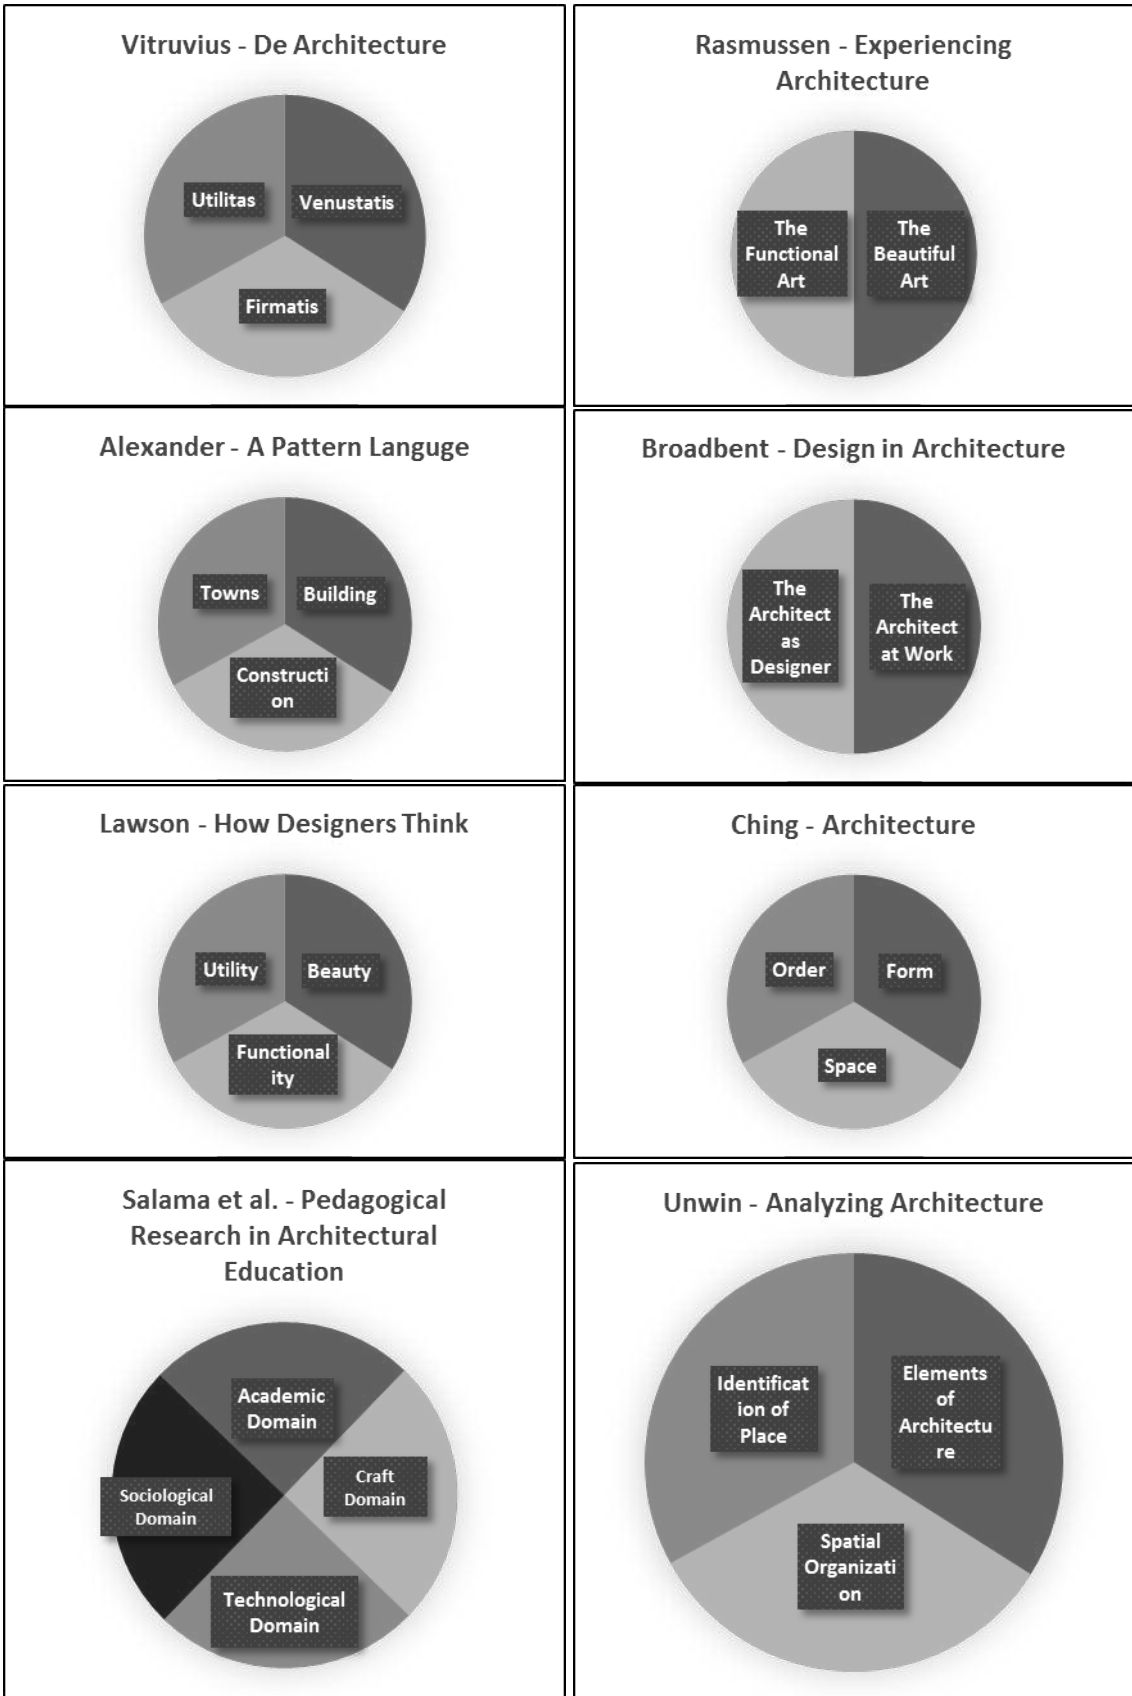 Vitruvius - De Architecture
Utilitas
Venustatis
Firmatis
Rasmussen - Experiencing
Architecture
The
Functional
Art
The
Beautiful
Art
Alexander - A Pattern Languge
Towns
Building
Constructi
on
Broadbent - Design in Architecture
The
Architect
as
Designer
The
Architect
at Work
Lawson - How Designers Think
Utility
Beauty
Functional
ity
Ching - Architecture
Order
Form
Space
Salama et al. - Pedagogical
Research in Architectural
Education
Academic
Domain
Craft
Domain
Sociological
Domain
Technological
Domain
Unwin - Analyzing Architecture
Identificat
ion of
Place
Elements
of
Architectu
re
Spatial
Organizati
on